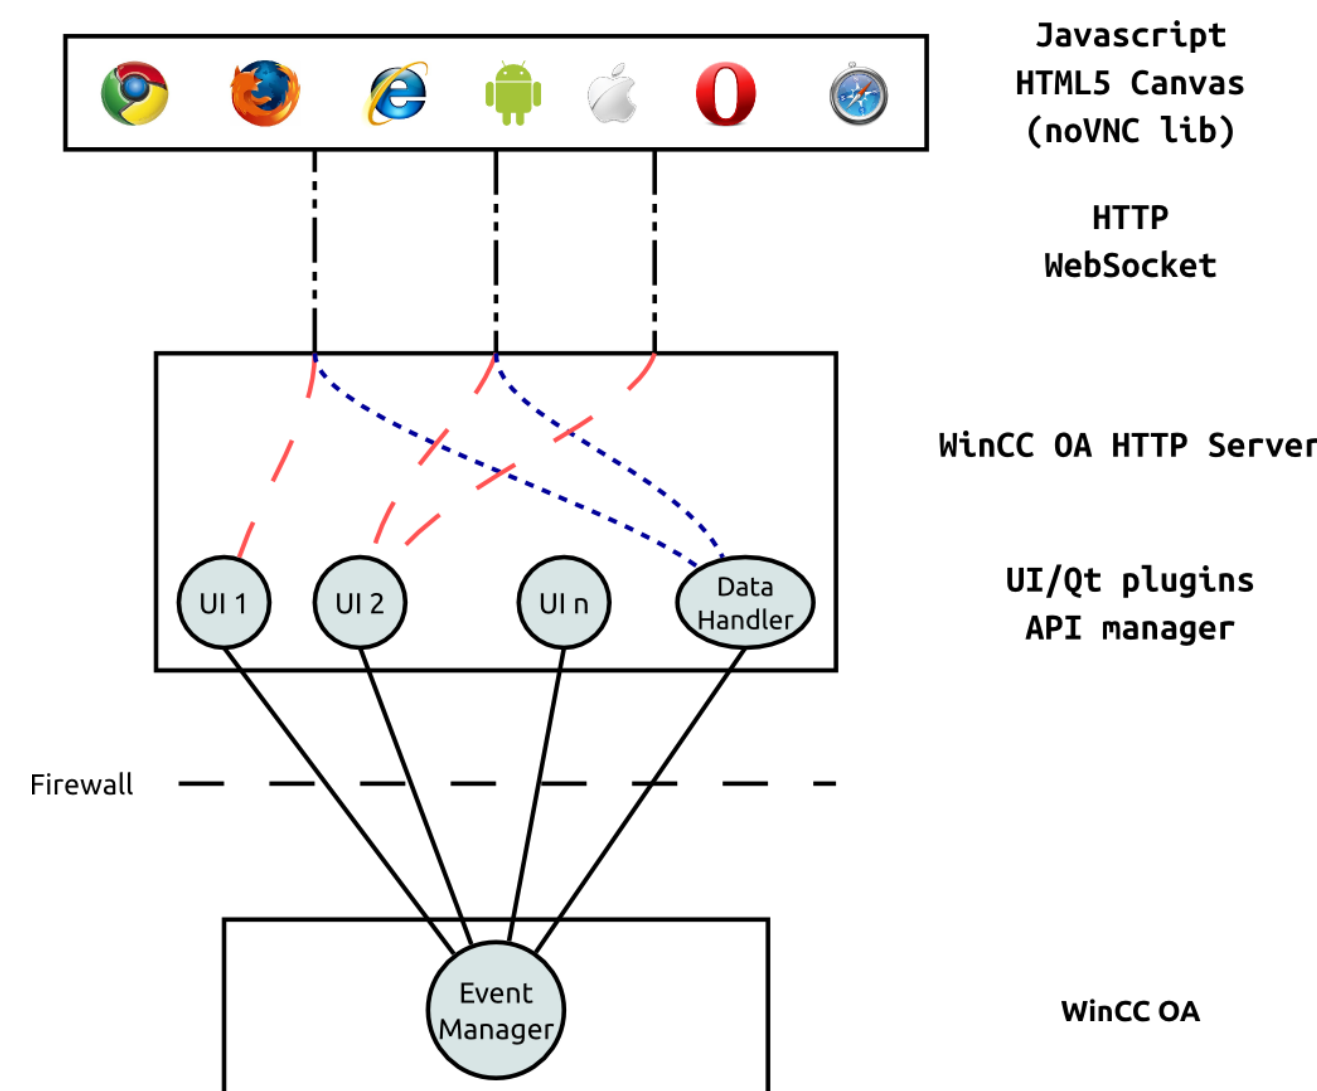 Javascript
HTML5 Canvas
(noVNC lib)
HTTP
WebSocket
WinCC OA HTTP Server
UI 1
UI 2
UI n
Data
Handler
UI/Qt plugins
API manager
Firewall
Event
Manager
WinCC OA